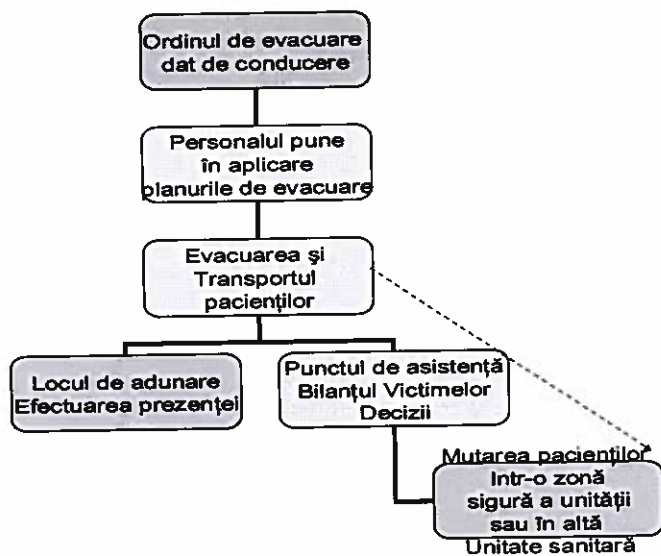 Ordinul de evacuare
dat de conducere
Personalul pune
în aplicare
planurile de evacuare
Evacuarea şi
Transportul
pacienţilor
Locul de adunare
Efectuarea prezenţei
Punctul de asistenţă
Bilanţul Victimelor
Decizii
Mutarea pacienţilor
Intr-o zonă
sigură a unităţii
sau în altă
Unitate sanitară